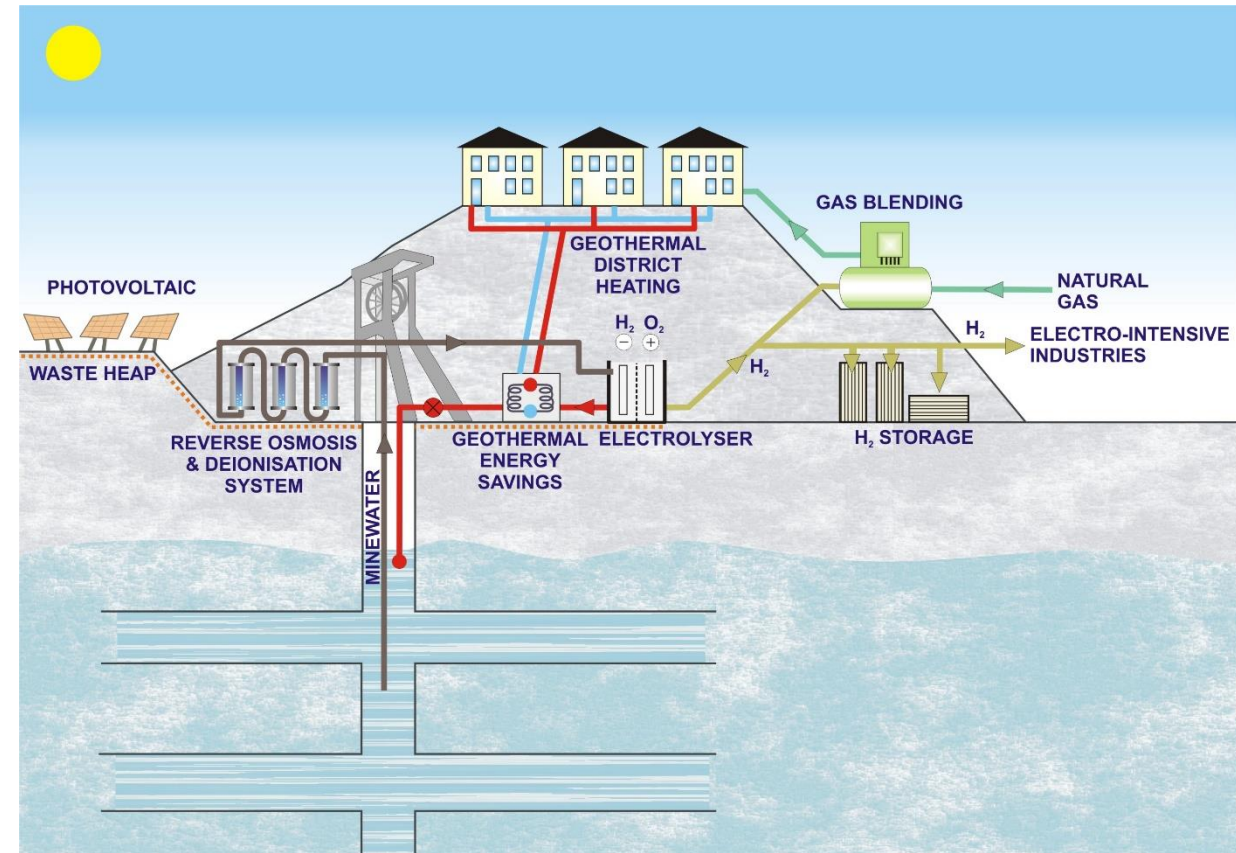 GAS BLENDING
GEOTHERMAL
DISTRICT
HEATING
PHOTOVOLTAIC
NATURAL
GAS
H₂ O₂
− +
H₂
ELECTRO-INTENSIVE
INDUSTRIES
WASTE HEAP
H₂
REVERSE OSMOSIS
& DEIONISATION
SYSTEM
GEOTHERMAL
ENERGY
SAVINGS
ELECTROLYSER
H₂ STORAGE
MINEWATER